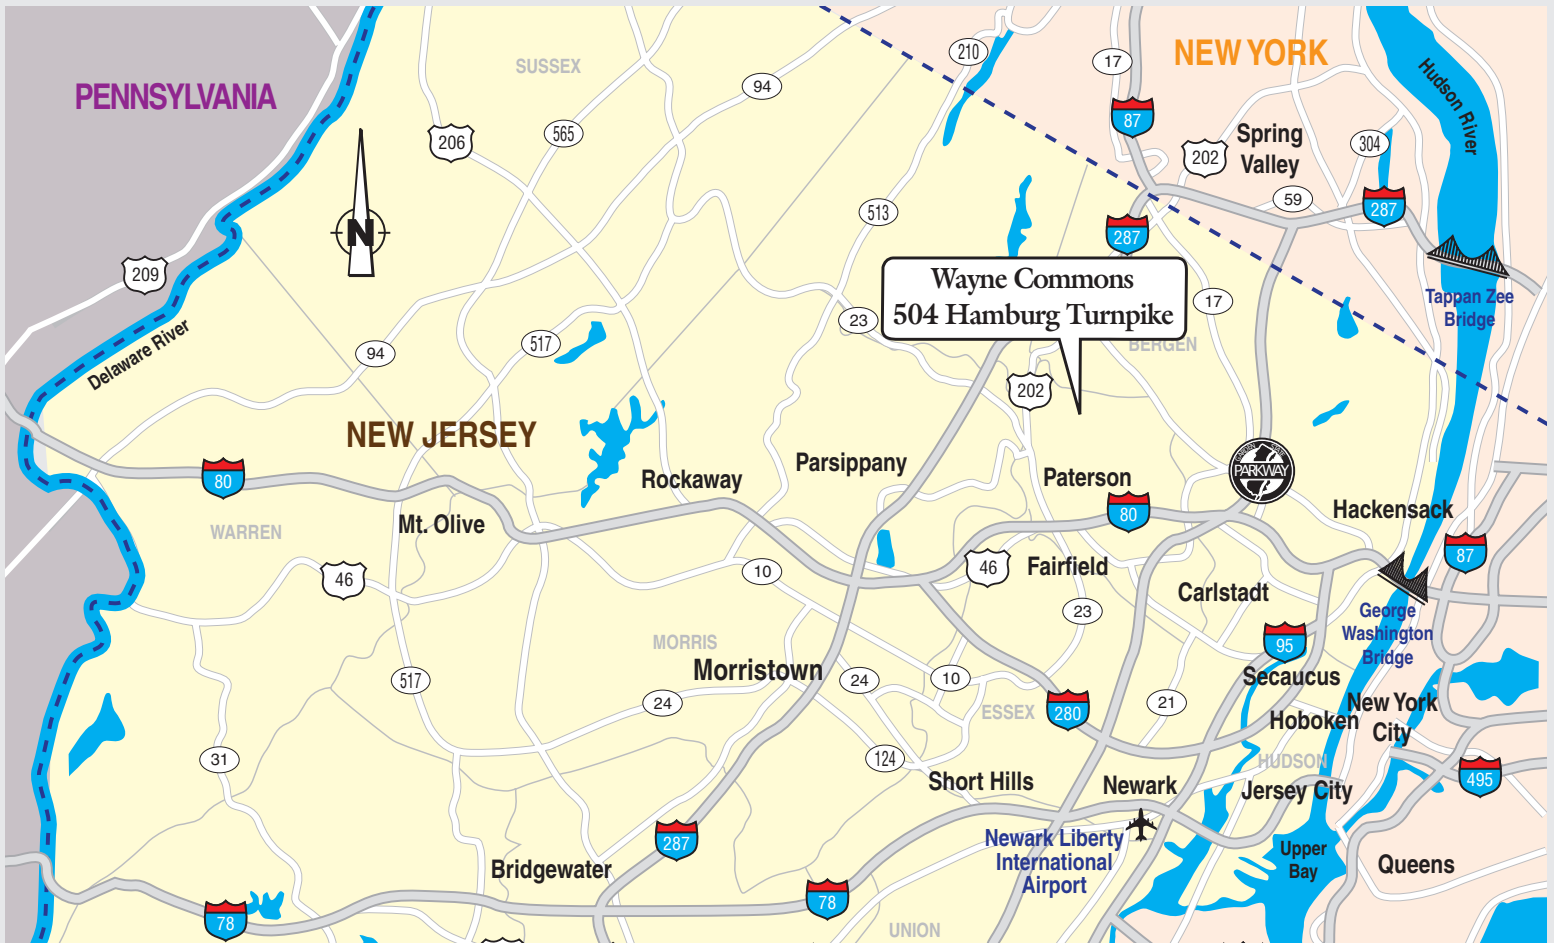 PENNSYLVANIA
SUSSEX
NEW YORK
Hudson River
210
17
94
87
206
565
202
Spring
Valley
304
59
287
513
287
N
209
Wayne Commons
504 Hamburg Turnpike
17
Tappan Zee
Bridge
23
BERGEN
Delaware River
94
517
202
NEW JERSEY
PARKWAY
Parsippany
Rockaway
Paterson
80
80
Hackensack
Mt. Olive
WARREN
87
46
10
46
Fairfield
Carlstadt
23
George
Washington
Bridge
MORRIS
95
Morristown
517
24
10
Secaucus
24
21
New York
City
ESSEX
280
Hoboken
31
124
HUDSON
495
Short Hills
Newark
Jersey City
287
Newark Liberty
International
Airport
Upper
Bay
Queens
Bridgewater
78
78
UNION